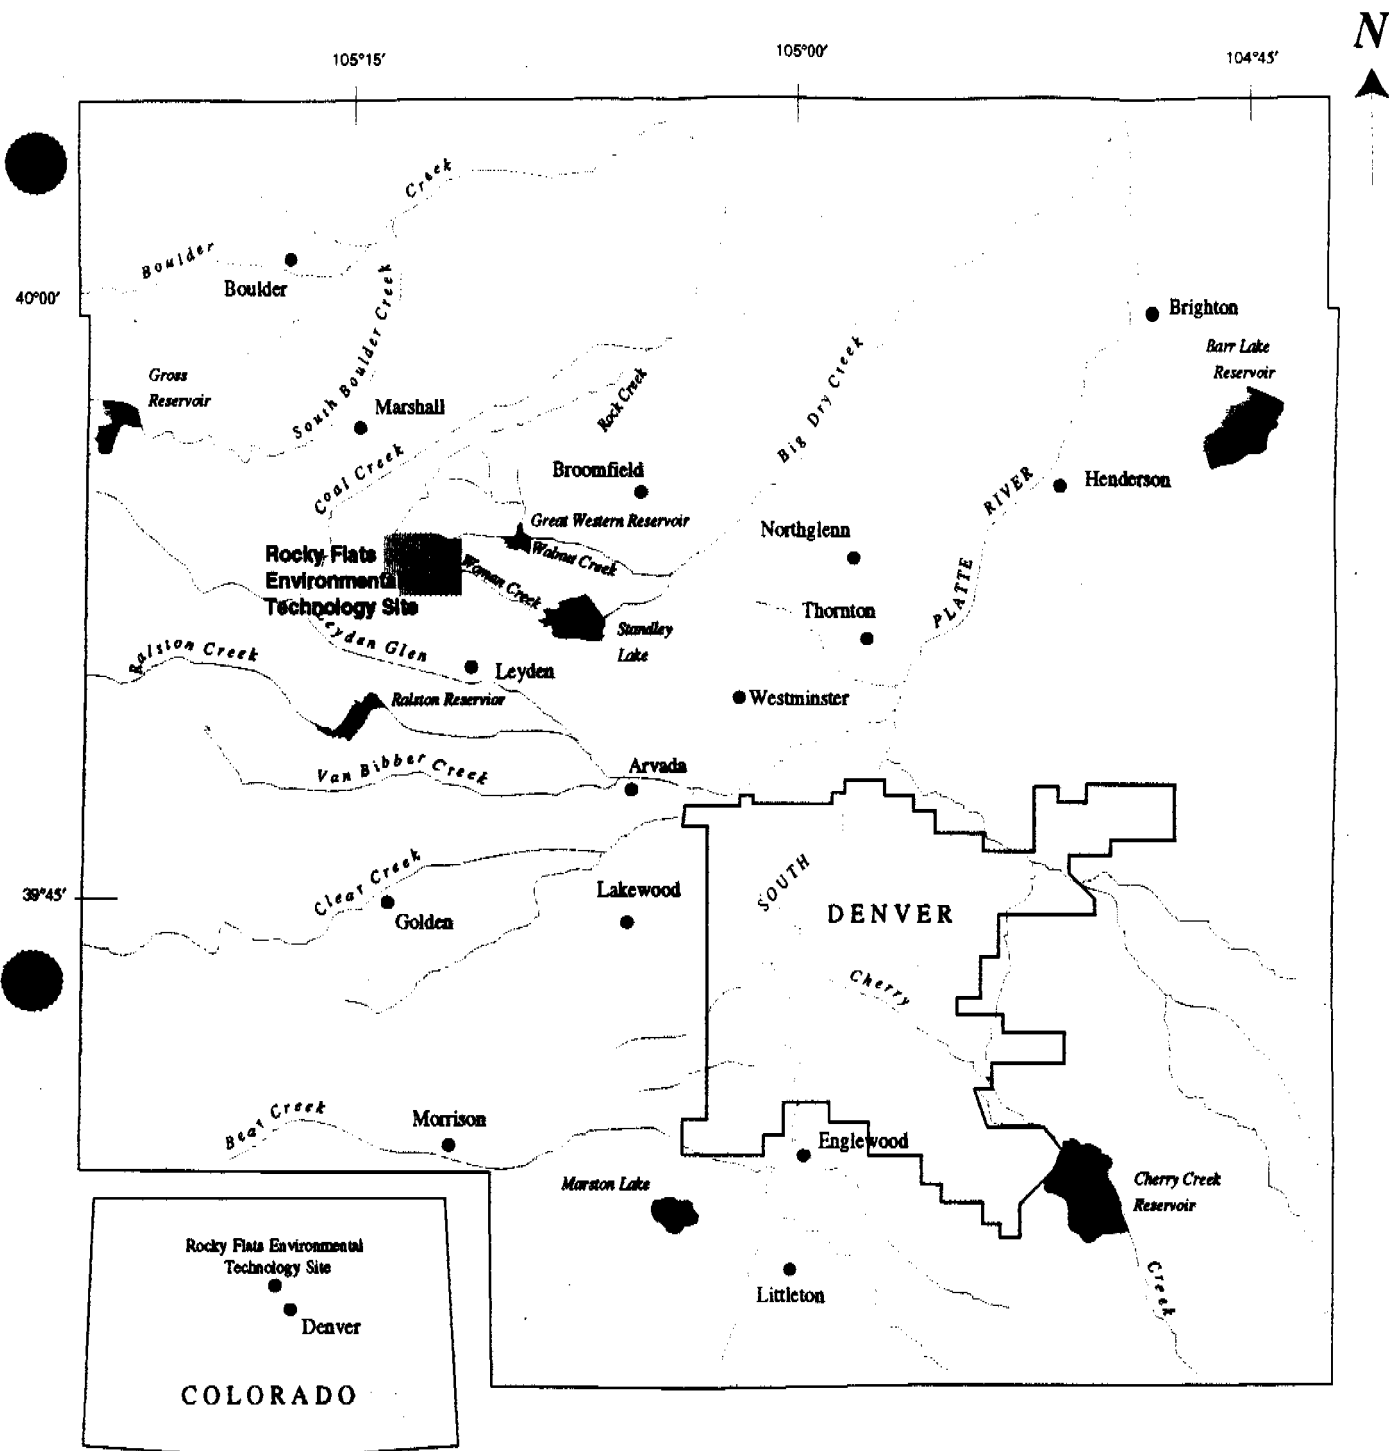 N
105°15′
105°00′
104°45′
Boulder
Creek
Boulder
40°00′
South Boulder Creek
Brighton
Barr Lake
Reservoir
Gross
Reservoir
Marshall
Rock Creek
Big Dry Creek
Coal Creek
Broomfield
RIVER
Henderson
Great Western Reservoir
Northglenn
Rocky Flats
Environmenta
Technology Site
Walnut Creek
Woman Creek
PLATTE
Thornton
Standley
Lake
Leyden Glen
Ralston Creek
Leyden
Westminster
Ralston Reservior
Van Bibber Creek
Arvada
Clear Creek
SOUTH
39°45′
Lakewood
Golden
DENVER
Cherry
Bear Creek
Morrison
Englewood
Marston Lake
Cherry Creek
Reservoir
Rocky Flats Environmental
Technology Site
Littleton
Creek
Denver
COLORADO